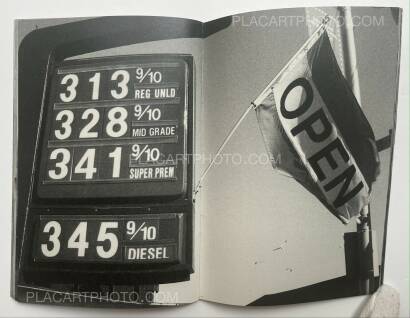 PLACARTPHOTO.COM
313 9/10
REG UNLD
328 9/10
MID GRADE
341 9/10
SUPER PREM
345 9/10
DIESEL
OPEN
PLACARTPHOTO.COM
PLACARTPHOTO.COM
PLACARTPHOTO.COM